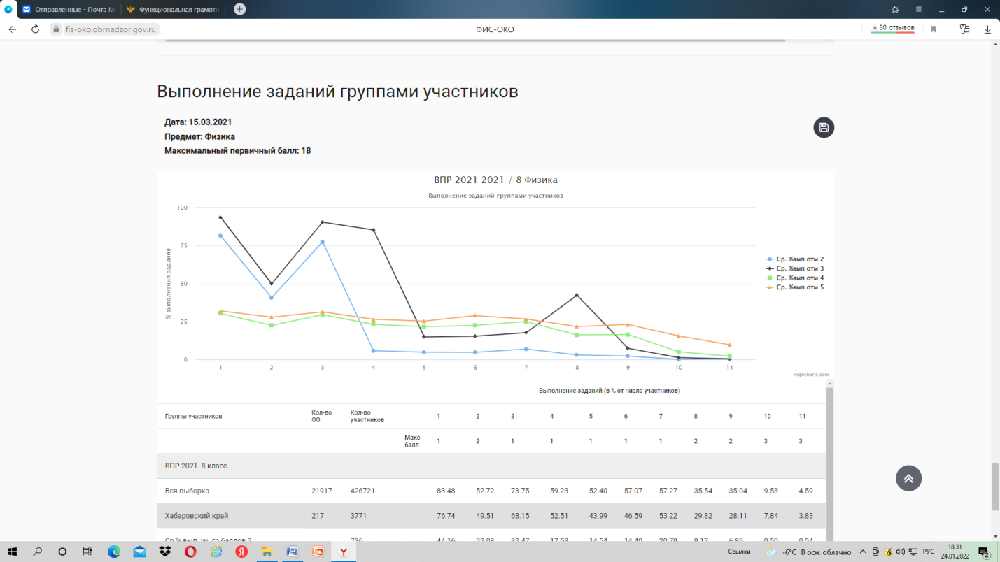 Отправленные - Почта M
Функциональная грамотн
fis-oko.obrnadzor.gov.ru
ФИС-ОКО
★ 80 отзывов
Выполнение заданий группами участников
Дата: 15.03.2021
Предмет: Физика
Максимальный первичный балл: 18
ВПР 2021 2021 / 8 Физика
Выполнение заданий группами участников
% выполнения задания
100
75
50
25
0
1 2 3 4 5 6 7 8 9 10 11
Ср. %вып отм 2
Ср. %вып отм 3
Ср. %вып отм 4
Ср. %вып отм 5
Highcharts.com
Выполнение заданий (в % от числа участников)
Группы участников Кол-во ОО Кол-во участников 1 2 3 4 5 6 7 8 9 10 11
Макс балл 1 2 1 1 1 1 1 2 2 3 3
ВПР 2021. 8 класс
Вся выборка 21917 426721 83.48 52.72 73.75 59.23 52.40 57.07 57.27 35.54 35.04 9.53 4.59
Хабаровский край 217 3771 76.74 49.51 68.15 52.51 43.99 46.59 53.22 29.82 28.11 7.84 3.83
Ср.% вып. уч. гр.баллов 2 736 44.16 22.08 32.47 17.53 14.54 14.40 20.79 9.17 6.86 0.50 0.54
Ссылки
-6°C В осн. облачно
РУС
18:31
24.01.2022
2